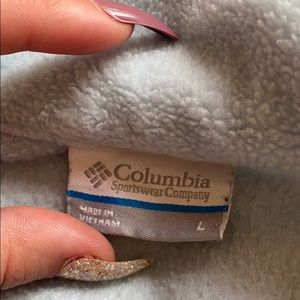 Columbia
Sportswear Company
MADE IN
VIETNAM
L